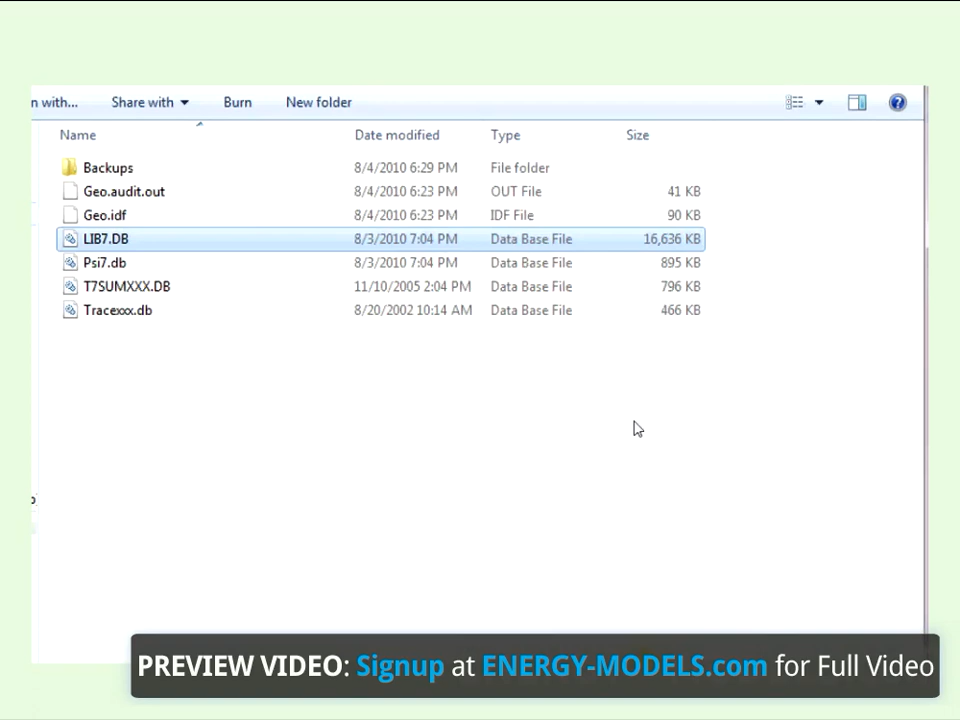 n with... Share with Burn New folder
Name Date modified Type Size
Backups 8/4/2010 6:29 PM File folder
Geo.audit.out 8/4/2010 6:23 PM OUT File 41 KB
Geo.idf 8/4/2010 6:23 PM IDF File 90 KB
LIB7.DB 8/3/2010 7:04 PM Data Base File 16,636 KB
Psi7.db 8/3/2010 7:04 PM Data Base File 895 KB
T7SUMXXX.DB 11/10/2005 2:04 PM Data Base File 796 KB
Tracexxx.db 8/20/2002 10:14 AM Data Base File 466 KB
PREVIEW VIDEO: Signup at ENERGY-MODELS.com for Full Video